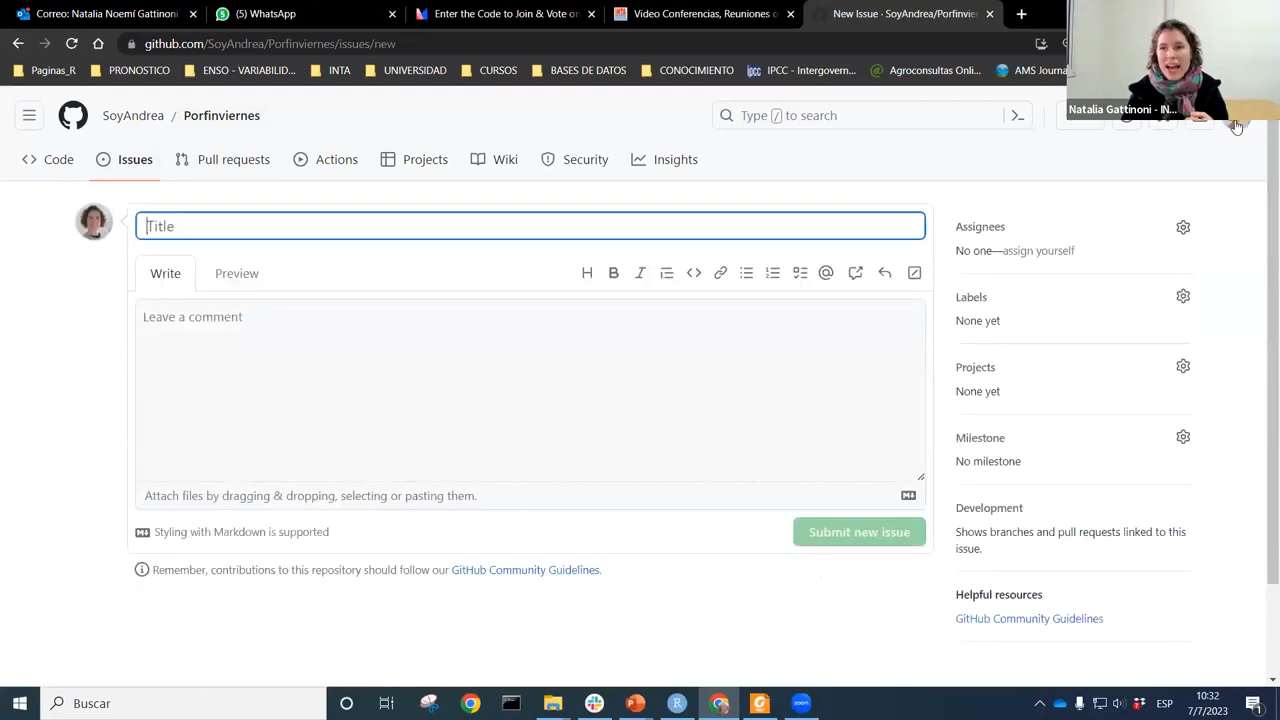 Correo: Natalia Noemí Gattinoni
(5) WhatsApp
Enter the Code to Join & Vote on
Video Conferencias, Reuniones o
New Issue - SoyAndrea/Porfinvier
github.com/SoyAndrea/Porfinviernes/issues/new
Paginas_R
PRONOSTICO
ENSO - VARIABILID...
INTA
UNIVERSIDAD
CURSOS
BASES DE DATOS
CONOCIMIENTO
ipcc
IPCC - Intergovern...
Agroconsultas Onli...
AMS Journa
Natalia Gattinoni - IN...
SoyAndrea / Porfinviernes
Type / to search
Code
Issues
Pull requests
Actions
Projects
Wiki
Security
Insights
Title
Write
Preview
Leave a comment
Attach files by dragging & dropping, selecting or pasting them.
Styling with Markdown is supported
Submit new issue
Remember, contributions to this repository should follow our GitHub Community Guidelines.
Assignees
No one—assign yourself
Labels
None yet
Projects
None yet
Milestone
No milestone
Development
Shows branches and pull requests linked to this
issue.
Helpful resources
GitHub Community Guidelines
Buscar
zoom
ESP
10:32
7/7/2023